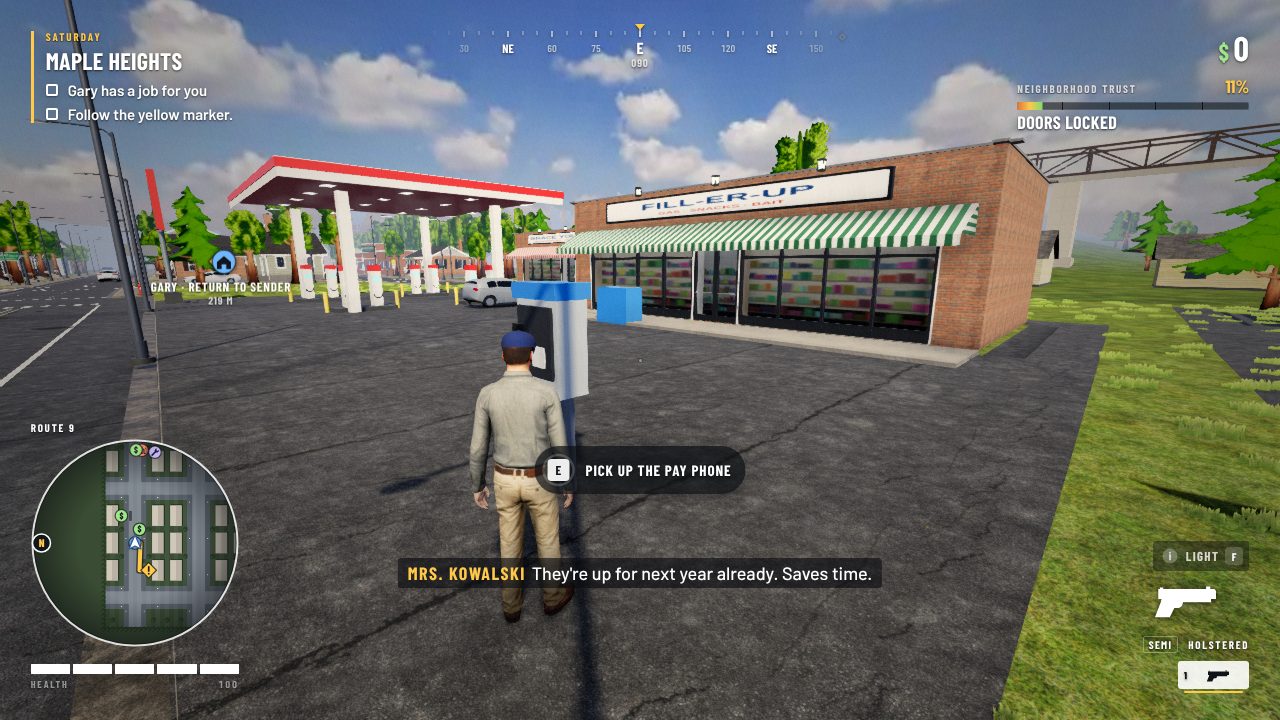 SATURDAY
MAPLE HEIGHTS
Gary has a job for you
Follow the yellow marker.
30 NE 60 75 E 105 120 SE 150
090
$0
NEIGHBORHOOD TRUST 11%
DOORS LOCKED
FILL-ER-UP
GAS · SNACKS · BAIT
GARY - RETURN TO SENDER
219 M
E PICK UP THE PAY PHONE
MRS. KOWALSKI They're up for next year already. Saves time.
ROUTE 9
N
HEALTH 100
LIGHT F
SEMI HOLSTERED
1